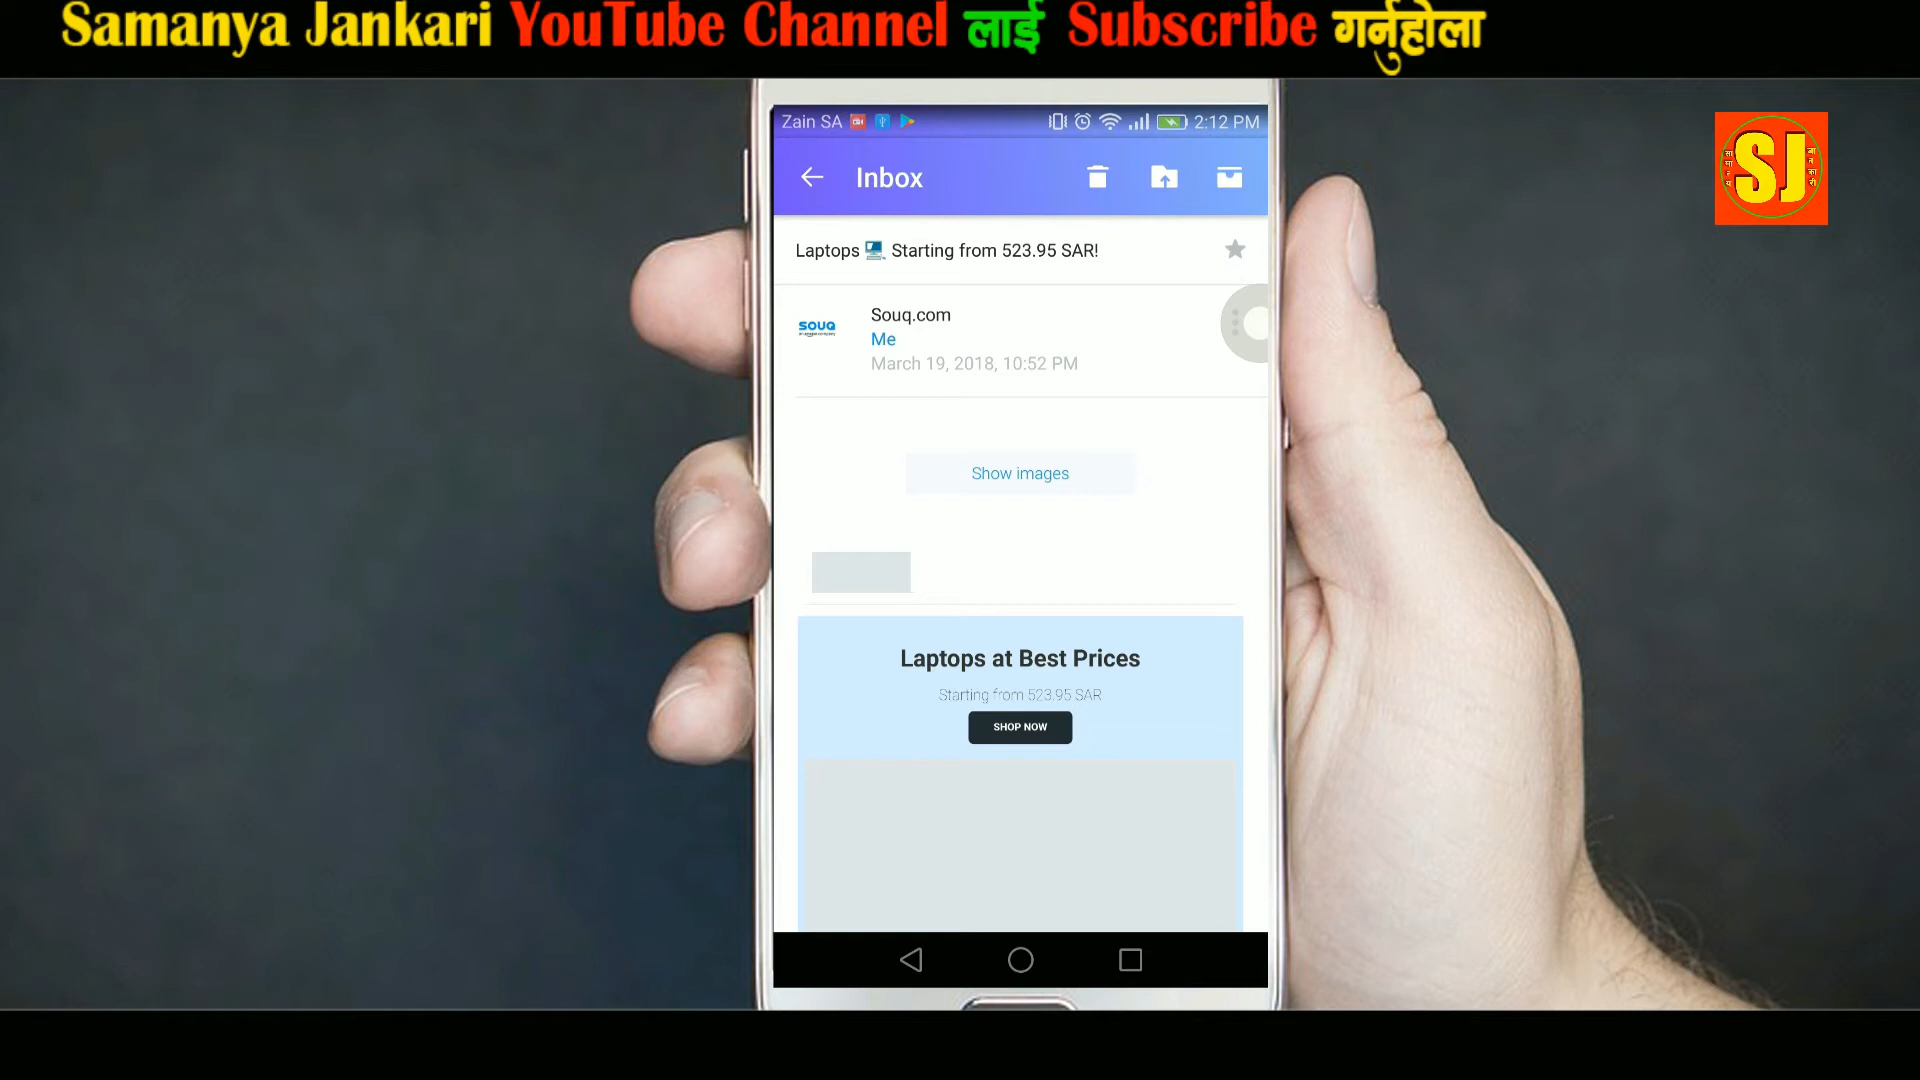 Samanya Jankari YouTube Channel लाई Subscribe गर्नुहोला
सामान्य SJ जानकारी
Zain SA 2:12 PM
Inbox
Laptops Starting from 523.95 SAR!
souq
Souq.com
Me
March 19, 2018, 10:52 PM
Show images
Laptops at Best Prices
Starting from 523.95 SAR
SHOP NOW